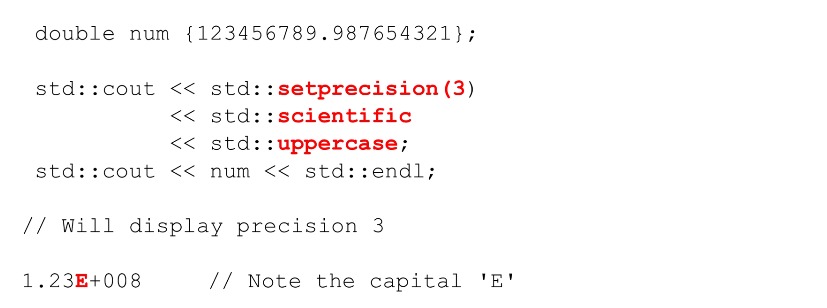 double num {123456789.987654321};
std::cout << std::setprecision(3)
<< std::scientific
<< std::uppercase;
std::cout << num << std::endl;
// Will display precision 3
1.23E+008 // Note the capital 'E'